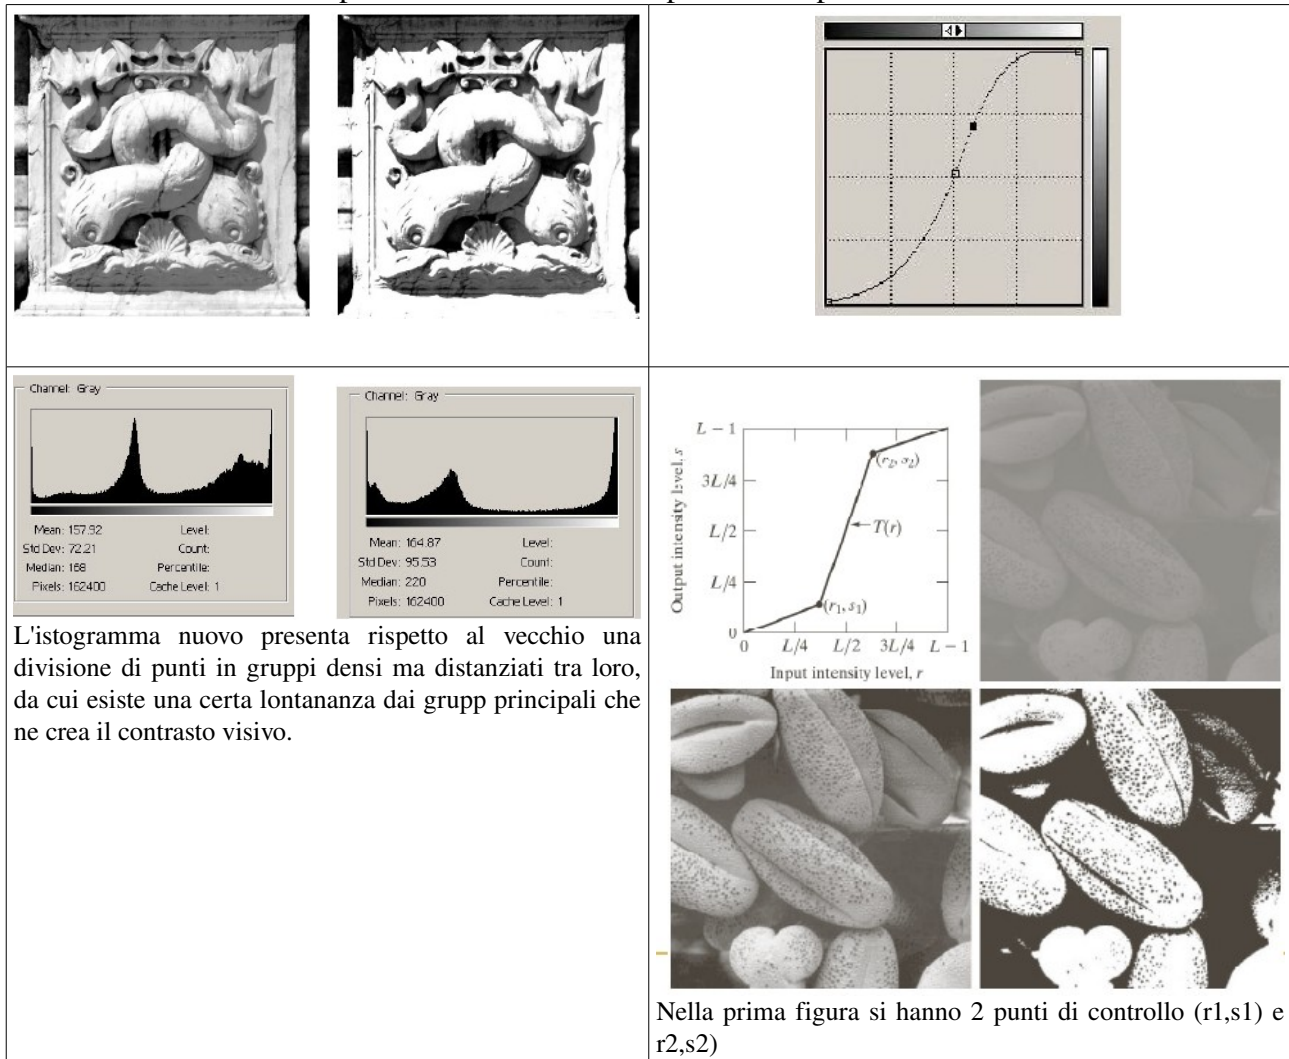 Channel: Gray
Mean: 157.92
Level:
Std Dev: 72.21
Count:
Median: 168
Percentile:
Pixels: 162400
Cache Level: 1
Channel: Gray
Mean: 164.87
Level:
Std Dev: 95.53
Count:
Median: 220
Percentile:
Pixels: 162400
Cache Level: 1
L'istogramma nuovo presenta rispetto al vecchio una
divisione di punti in gruppi densi ma distanziati tra loro,
da cui esiste una certa lontananza dai grupp principali che
ne crea il contrasto visivo.
L − 1
3L/4
L/2
L/4
0
Output intensity level, s
(r2, s2)
T(r)
(r1, s1)
0 L/4 L/2 3L/4 L − 1
Input intensity level, r
Nella prima figura si hanno 2 punti di controllo (r1,s1) e
r2,s2)